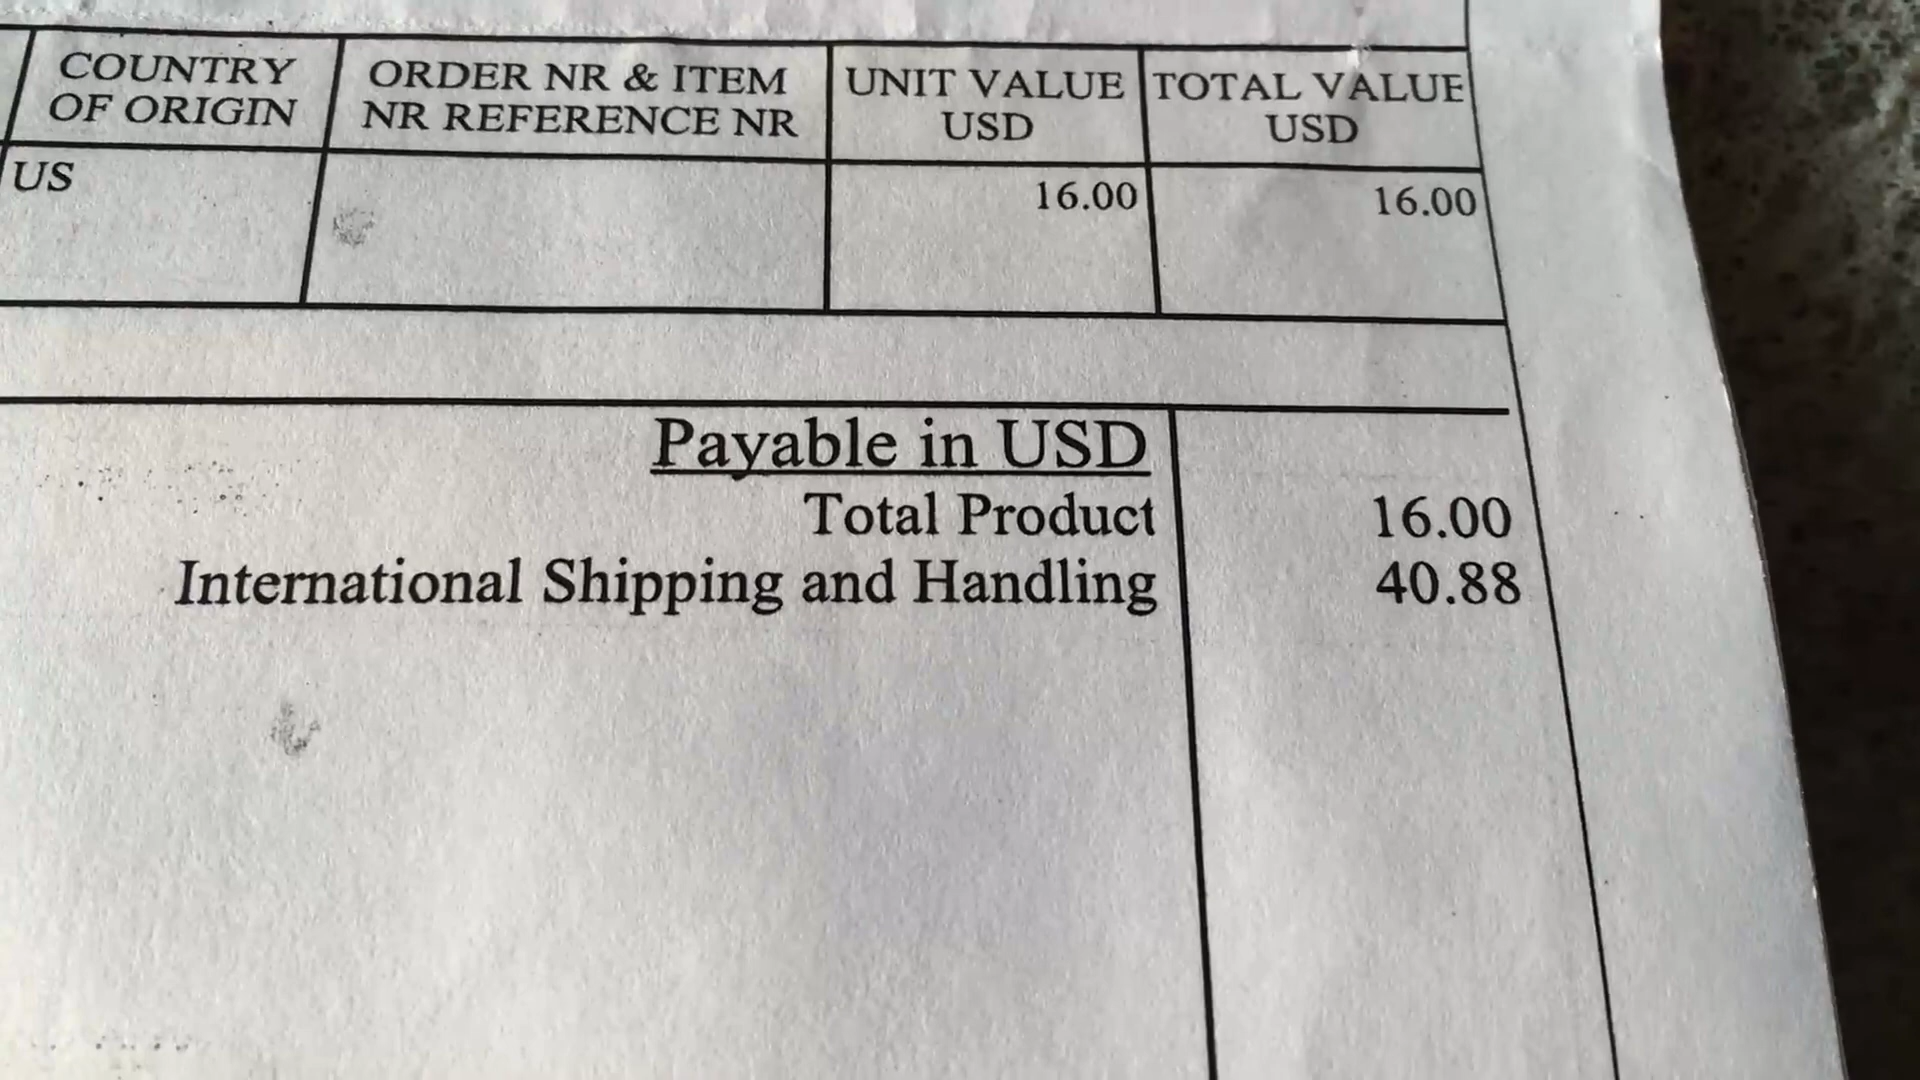 COUNTRY
OF ORIGIN
ORDER NR & ITEM
NR REFERENCE NR
UNIT VALUE
USD
TOTAL VALUE
USD
US
16.00
16.00
Payable in USD
Total Product 16.00
International Shipping and Handling 40.88